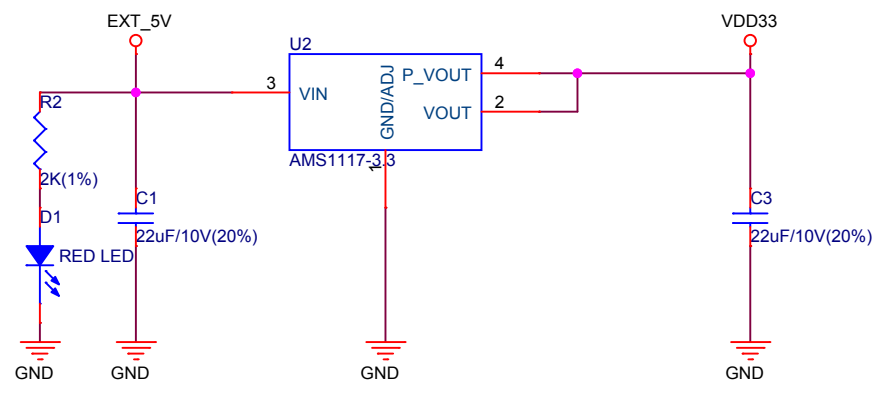 EXT_5V
VDD33
U2
4
P_VOUT
3
VIN
GND/ADJ
R2
2
VOUT
AMS1117-3.3
1
2K(1%)
C1
C3
D1
22uF/10V(20%)
22uF/10V(20%)
RED LED
GND
GND
GND
GND